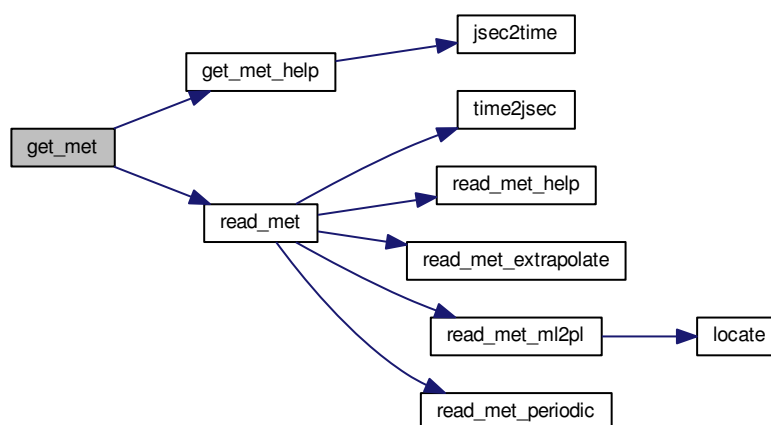 jsec2time
get_met_help
time2jsec
get_met
read_met_help
read_met
read_met_extrapolate
read_met_ml2pl
locate
read_met_periodic